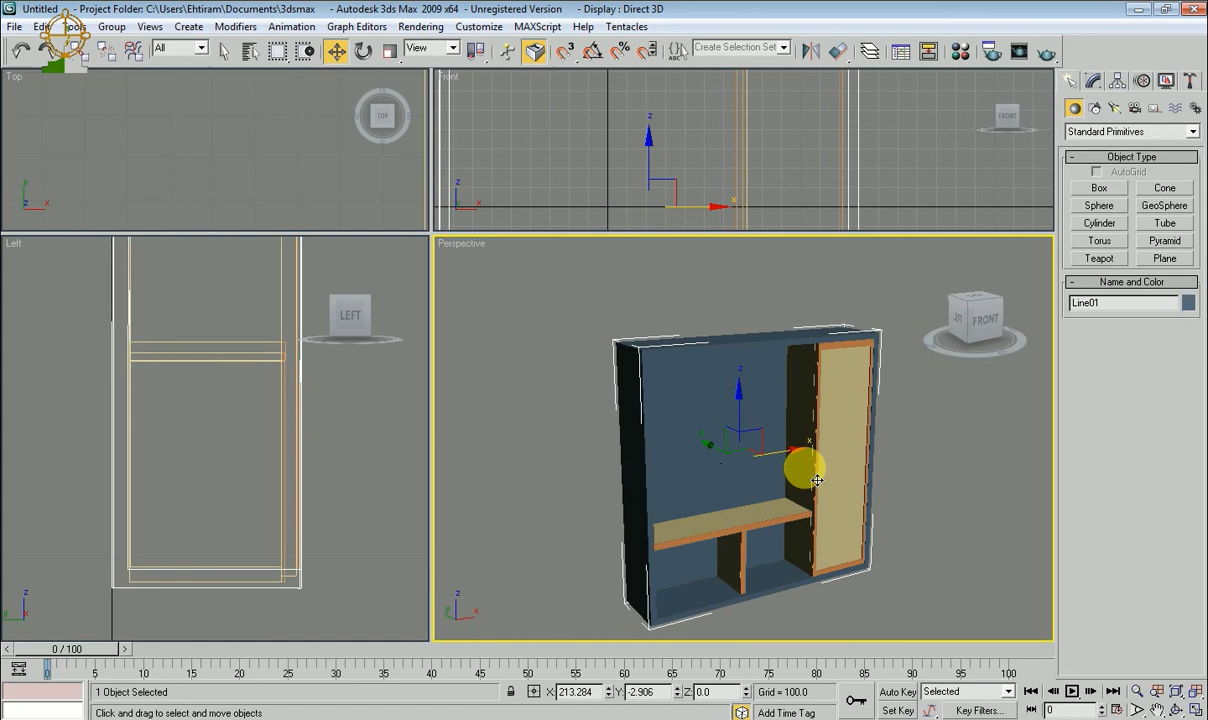 Untitled - Project Folder: C:\Users\Ehtiram\Documents\3dsmax - Autodesk 3ds Max 2009 x64 - Unregistered Version - Display : Direct 3D
File Edit Tools Group Views Create Modifiers Animation Graph Editors Rendering Customize MAXScript Help Tentacles
All View Create Selection Set
Top Front
TOP FRONT
y x z x
z x
Left Perspective
LEFT FRONT
z x
z y x
Standard Primitives
- Object Type
AutoGrid
Box Cone
Sphere GeoSphere
Cylinder Tube
Torus Pyramid
Teapot Plane
- Name and Color
Line01
z y
z x
< 0 / 100 >
0 5 10 15 20 25 30 35 40 45 50 55 60 65 70 75 80 85 90 95 100
1 Object Selected X: 213.284 Y: -2.906 Z: 0.0 Grid = 100.0 Auto Key Selected
Click and drag to select and move objects Add Time Tag Set Key Key Filters... 0